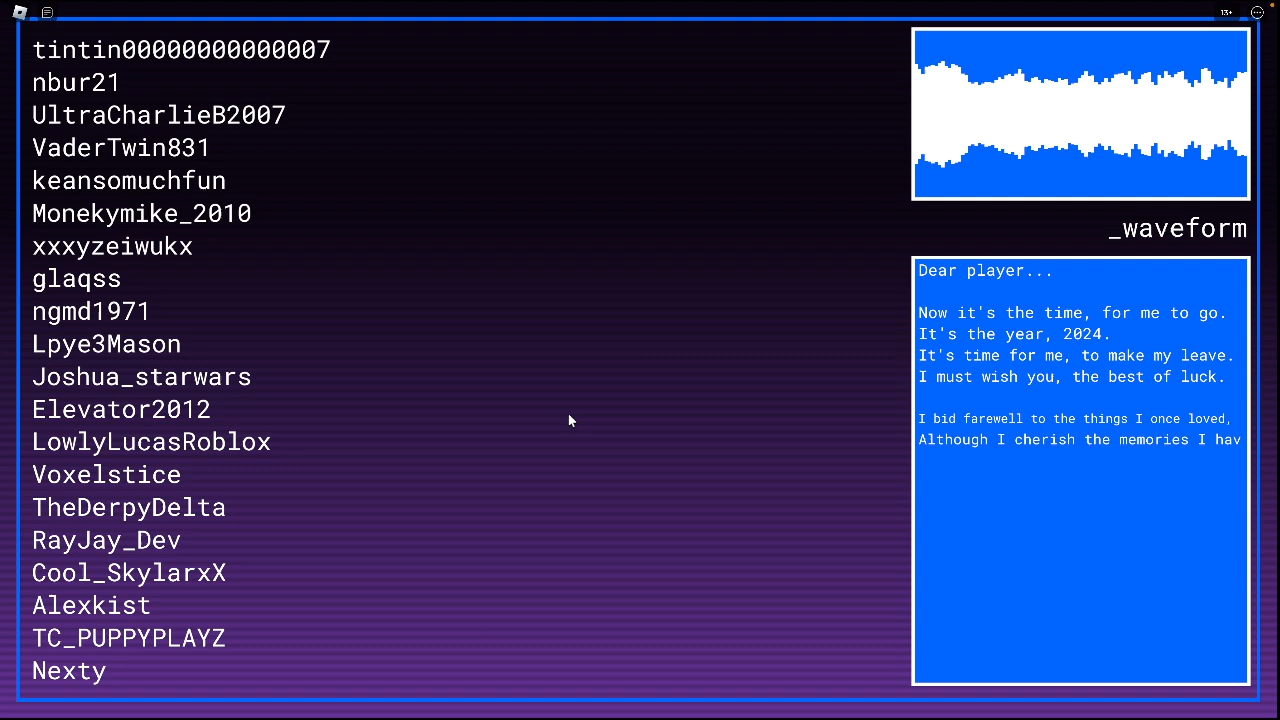 13+
tintin00000000000007
nbur21
UltraCharlieB2007
VaderTwin831
keansomuchfun
Monekymike_2010
xxxyzeiwukx
glaqss
ngmd1971
Lpye3Mason
Joshua_starwars
Elevator2012
LowlyLucasRoblox
Voxelstice
TheDerpyDelta
RayJay_Dev
Cool_SkylarxX
Alexkist
TC_PUPPYPLAYZ
Nexty
_waveform
Dear player...
Now it's the time, for me to go.
It's the year, 2024.
It's time for me, to make my leave.
I must wish you, the best of luck.
I bid farewell to the things I once loved,
Although I cherish the memories I hav